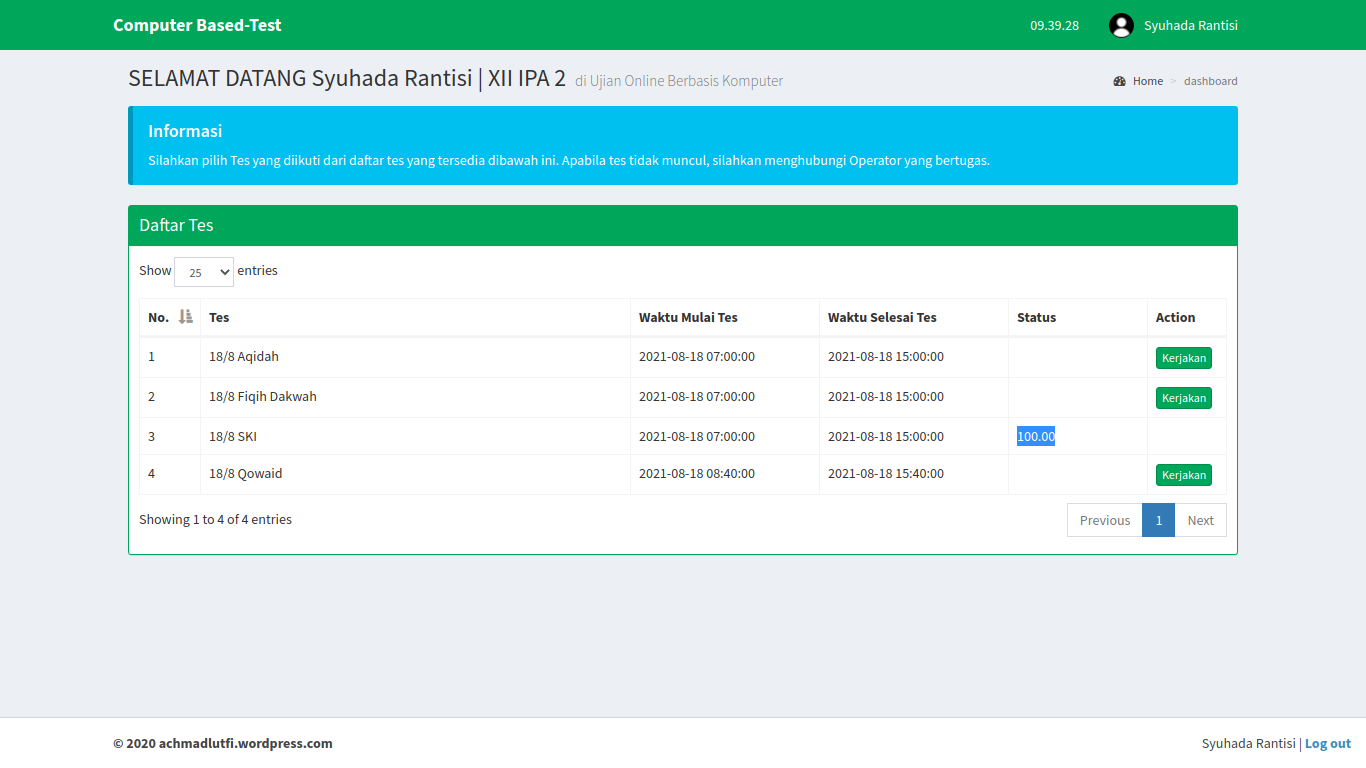 Computer Based-Test 09.39.28 Syuhada Rantisi
SELAMAT DATANG Syuhada Rantisi | XII IPA 2 di Ujian Online Berbasis Komputer Home > dashboard
Informasi
Silahkan pilih Tes yang diikuti dari daftar tes yang tersedia dibawah ini. Apabila tes tidak muncul, silahkan menghubungi Operator yang bertugas.
Daftar Tes
Show 25 entries
No. Tes Waktu Mulai Tes Waktu Selesai Tes Status Action
1 18/8 Aqidah 2021-08-18 07:00:00 2021-08-18 15:00:00 Kerjakan
2 18/8 Fiqih Dakwah 2021-08-18 07:00:00 2021-08-18 15:00:00 Kerjakan
3 18/8 SKI 2021-08-18 07:00:00 2021-08-18 15:00:00 100.00
4 18/8 Qowaid 2021-08-18 08:40:00 2021-08-18 15:40:00 Kerjakan
Showing 1 to 4 of 4 entries Previous 1 Next
© 2020 achmadlutfi.wordpress.com Syuhada Rantisi | Log out